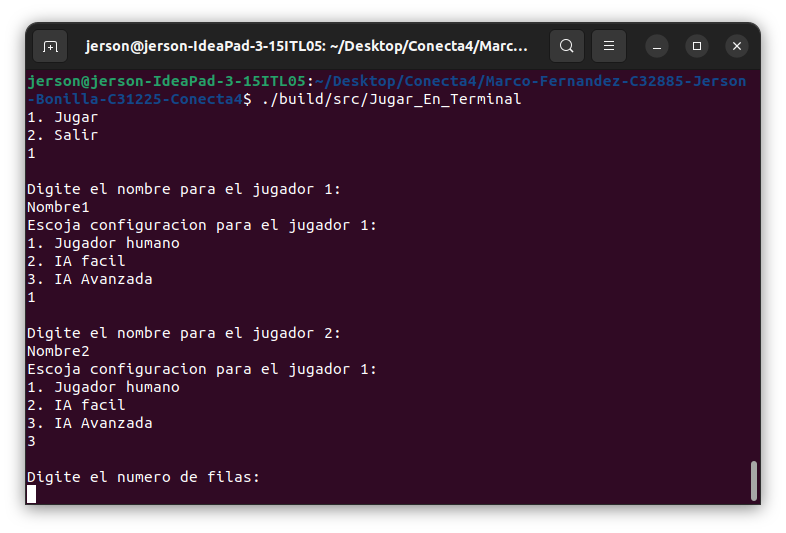 jerson@jerson-IdeaPad-3-15ITL05: ~/Desktop/Conecta4/Marc...
jerson@jerson-IdeaPad-3-15ITL05:~/Desktop/Conecta4/Marco-Fernandez-C32885-Jerson
-Bonilla-C31225-Conecta4$ ./build/src/Jugar_En_Terminal
1. Jugar
2. Salir
1
Digite el nombre para el jugador 1:
Nombre1
Escoja configuracion para el jugador 1:
1. Jugador humano
2. IA facil
3. IA Avanzada
1
Digite el nombre para el jugador 2:
Nombre2
Escoja configuracion para el jugador 1:
1. Jugador humano
2. IA facil
3. IA Avanzada
3
Digite el numero de filas: